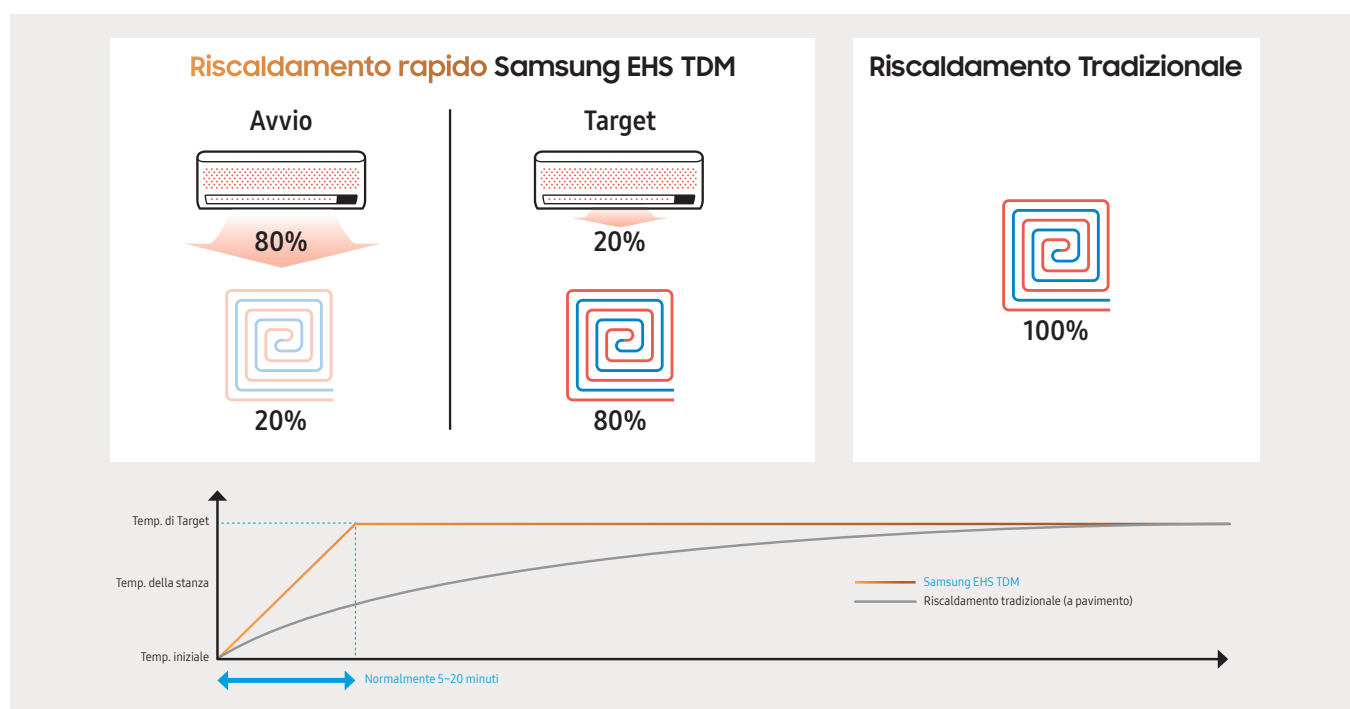 Riscaldamento rapido Samsung EHS TDM
Avvio
80%
20%
Target
20%
80%
Riscaldamento Tradizionale
100%
Temp. di Target
Temp. della stanza
Temp. iniziale
Samsung EHS TDM
Riscaldamento tradizionale (a pavimento)
Normalmente 5~20 minuti